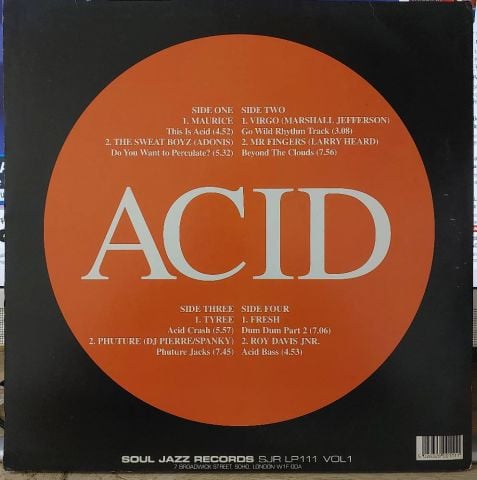 SIDE ONE
1. MAURICE
This Is Acid (4.52)
2. THE SWEAT BOYZ (ADONIS)
Do You Want to Perculate? (5.32)
SIDE TWO
1. VIRGO (MARSHALL JEFFERSON)
Go Wild Rhythm Track (3.08)
2. MR FINGERS (LARRY HEARD)
Beyond The Clouds (7.56)
ACID
SIDE THREE
1. TYREE
Acid Crash (5.57)
2. PHUTURE (DJ PIERRE/SPANKY)
Phuture Jacks (7.45)
SIDE FOUR
1. FRESH
Dum Dum Part 2 (7.06)
2. ROY DAVIS JNR.
Acid Bass (4.53)
SOUL JAZZ RECORDS SJR LP111 VOL1
7 BROADWICK STREET, SOHO, LONDON W1F 0DA